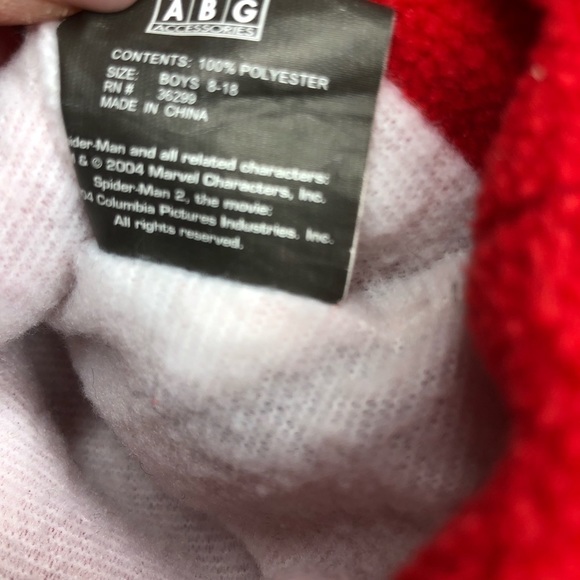 ABG
ACCESSORIES
CONTENTS: 100% POLYESTER
SIZE: BOYS 8-18
RN # 36299
MADE IN CHINA
ider-Man and all related characters:
& © 2004 Marvel Characters, Inc.
Spider-Man 2, the movie:
04 Columbia Pictures Industries. Inc.
All rights reserved.